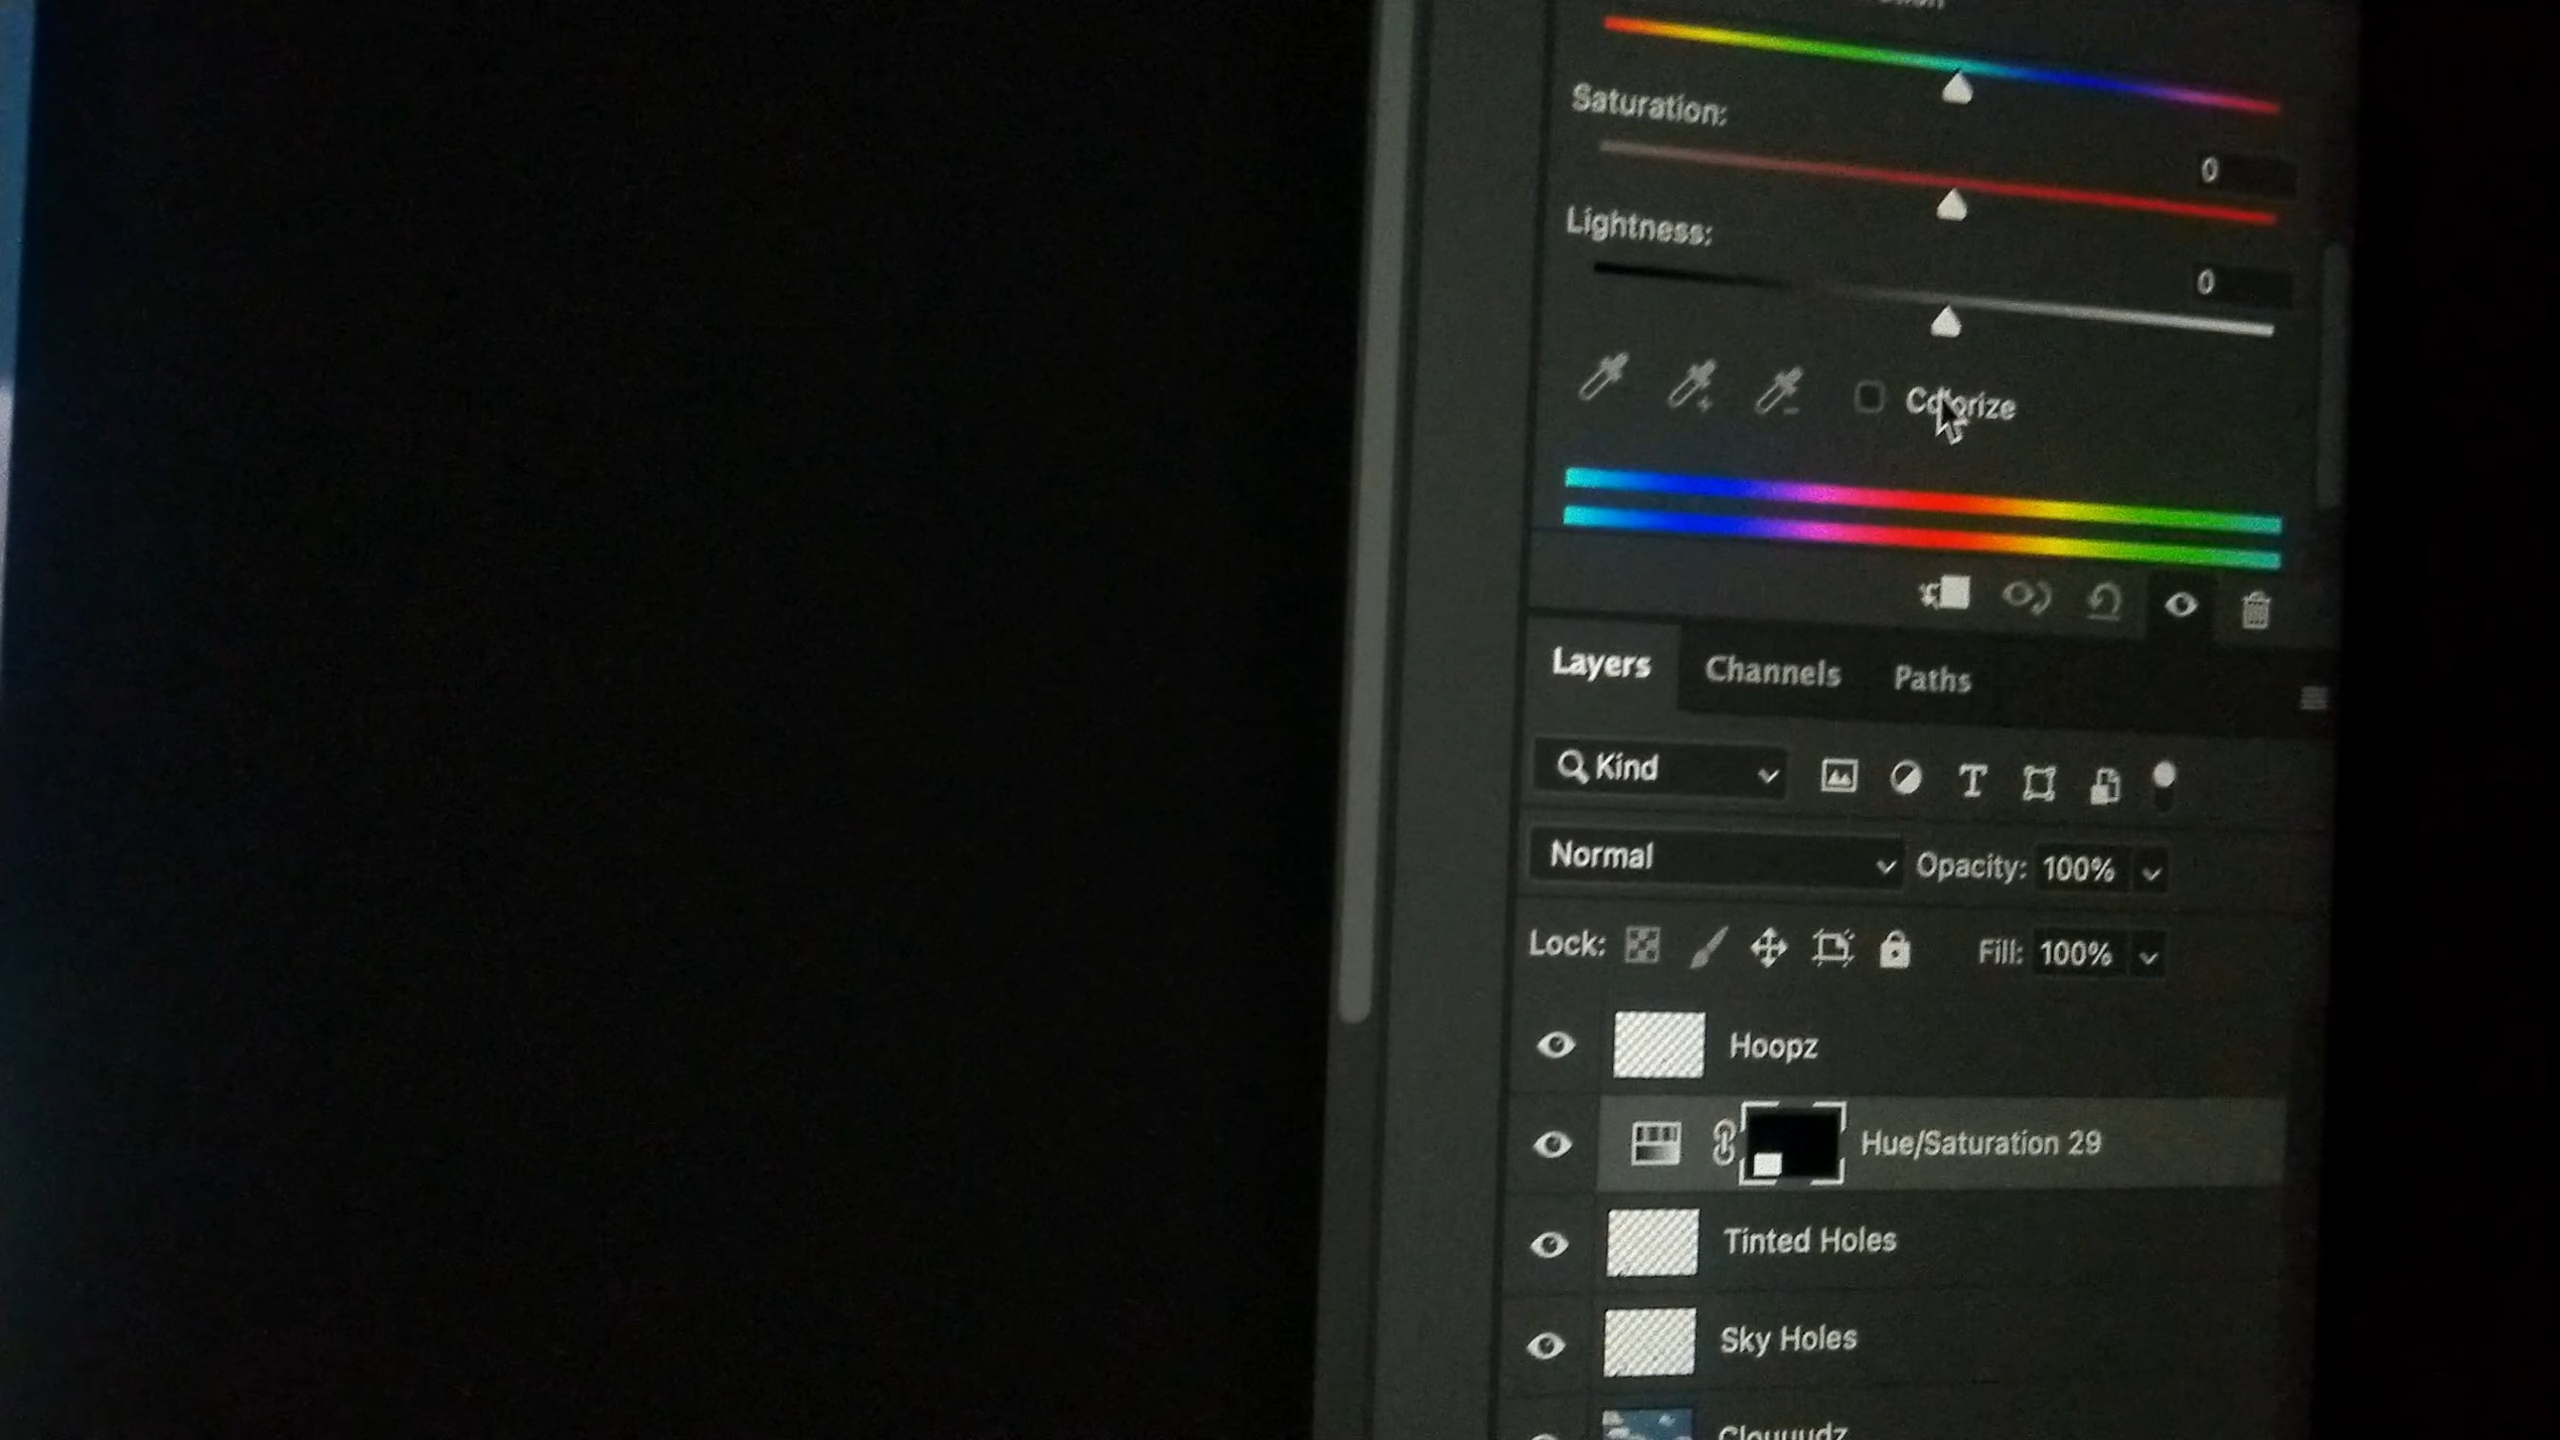 Saturation:
0
Lightness:
0
Colorize
Layers Channels Paths
Kind
Normal Opacity: 100%
Lock: Fill: 100%
Hoopz
Hue/Saturation 29
Tinted Holes
Sky Holes
Clouuudz